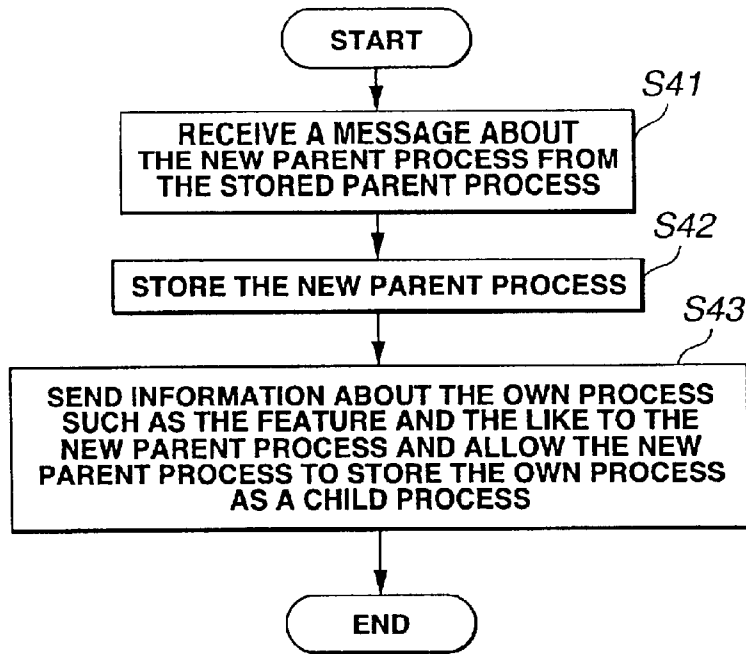 START
S41
RECEIVE A MESSAGE ABOUT
THE NEW PARENT PROCESS FROM
THE STORED PARENT PROCESS
S42
STORE THE NEW PARENT PROCESS
S43
SEND INFORMATION ABOUT THE OWN PROCESS
SUCH AS THE FEATURE AND THE LIKE TO THE
NEW PARENT PROCESS AND ALLOW THE NEW
PARENT PROCESS TO STORE THE OWN PROCESS
AS A CHILD PROCESS
END